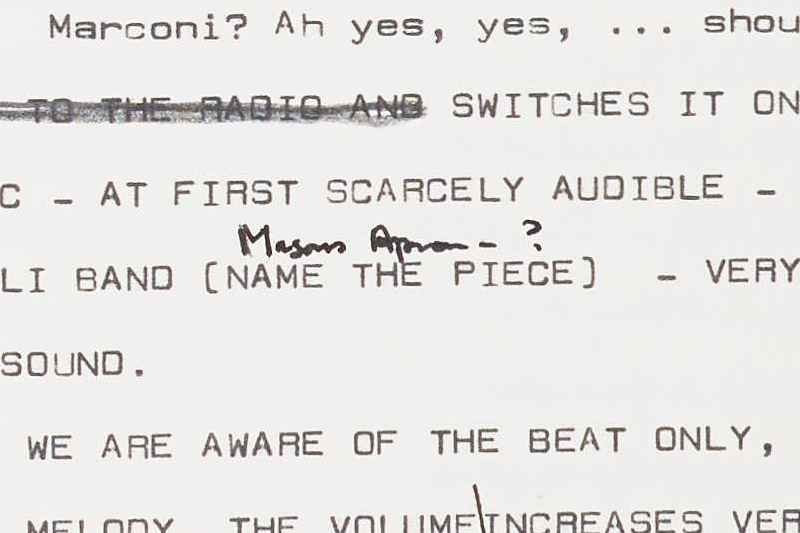 Marconi? Ah yes, yes, ... shou
TO THE RADIO AND SWITCHES IT ON
C - AT FIRST SCARCELY AUDIBLE -
Masons Apron - ?
LI BAND [NAME THE PIECE] - VERY
SOUND.
WE ARE AWARE OF THE BEAT ONLY,
MELODY. THE VOLUME INCREASES VER